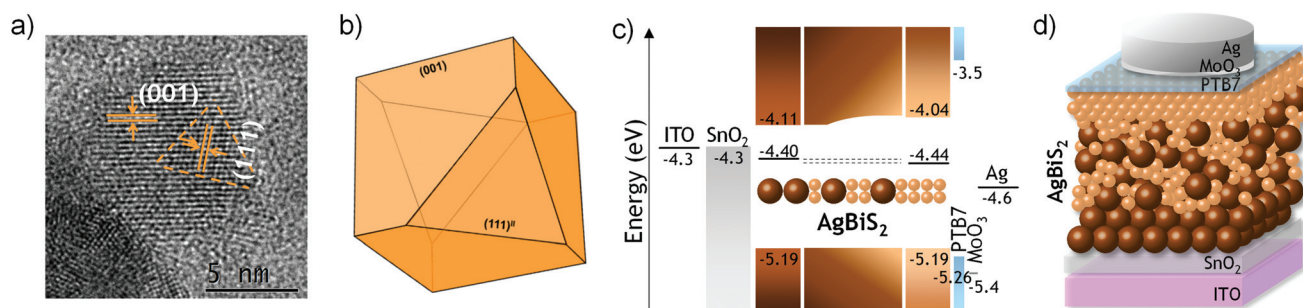 a)
(001)
(111)
5 nm
b)
(001)
(111)"
c)
Energy (eV)
ITO
-4.3
SnO2
-4.3
-4.11
-4.04
-3.5
-4.40
-4.44
AgBiS2
Ag
-4.6
PTB7
MoO3
-5.19
-5.19
-5.26
-5.4
d)
Ag
MoO3
PTB7
AgBiS2
SnO2
ITO